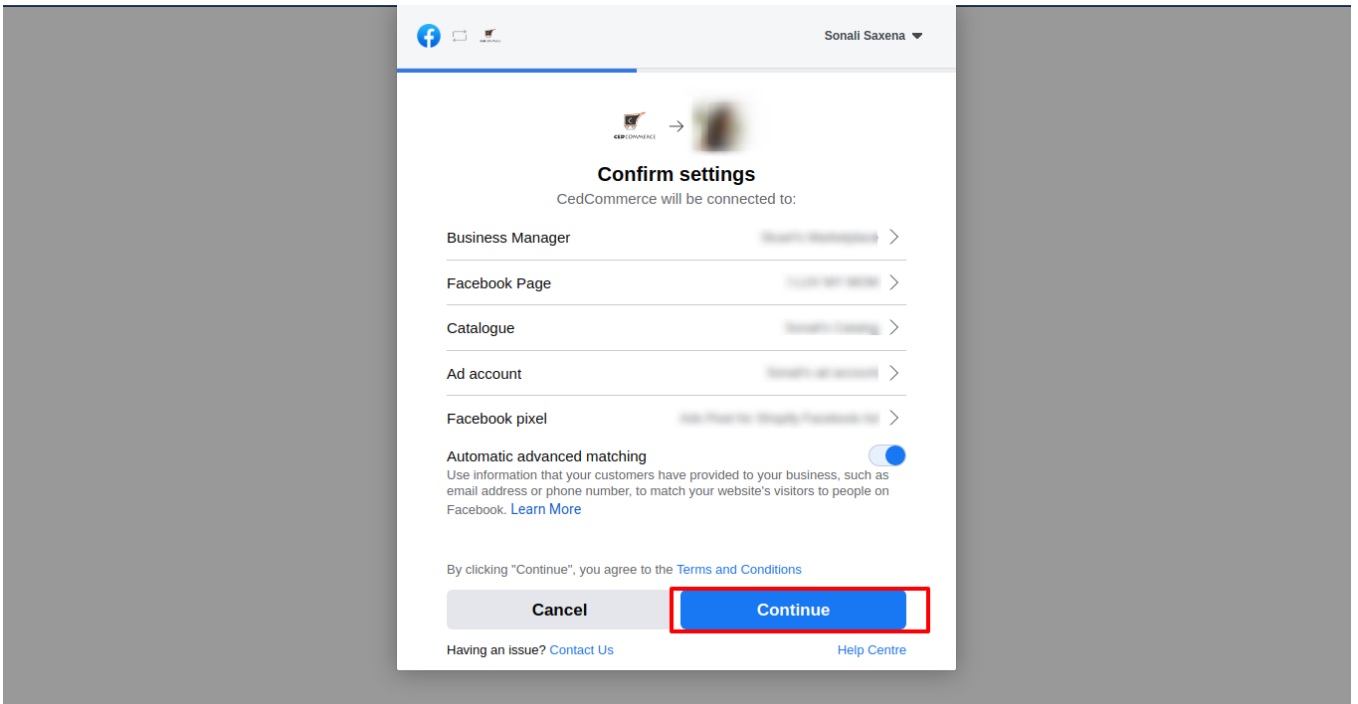 Sonali Saxena
CEDCOMMERCE
Confirm settings
CedCommerce will be connected to:
Business Manager
Facebook Page
Catalogue
Ad account
Facebook pixel
Automatic advanced matching
Use information that your customers have provided to your business, such as
email address or phone number, to match your website's visitors to people on
Facebook. Learn More
By clicking "Continue", you agree to the Terms and Conditions
Cancel Continue
Having an issue? Contact Us Help Centre